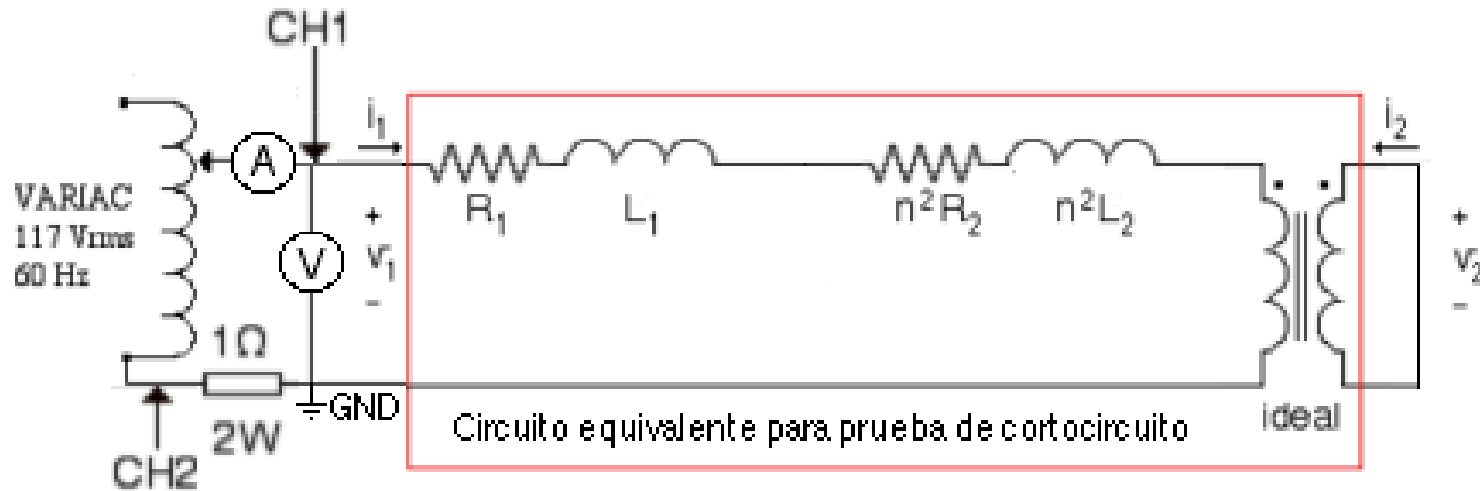 CH1
A
i₁
i₂
VARIAC
117 Vrms
60 Hz
R₁
L₁
n²R₂
n²L₂
+
v₁
-
V
+
v₂
-
1Ω
2W
GND
CH2
Circuito equivalente para prueba de cortocircuito
ideal